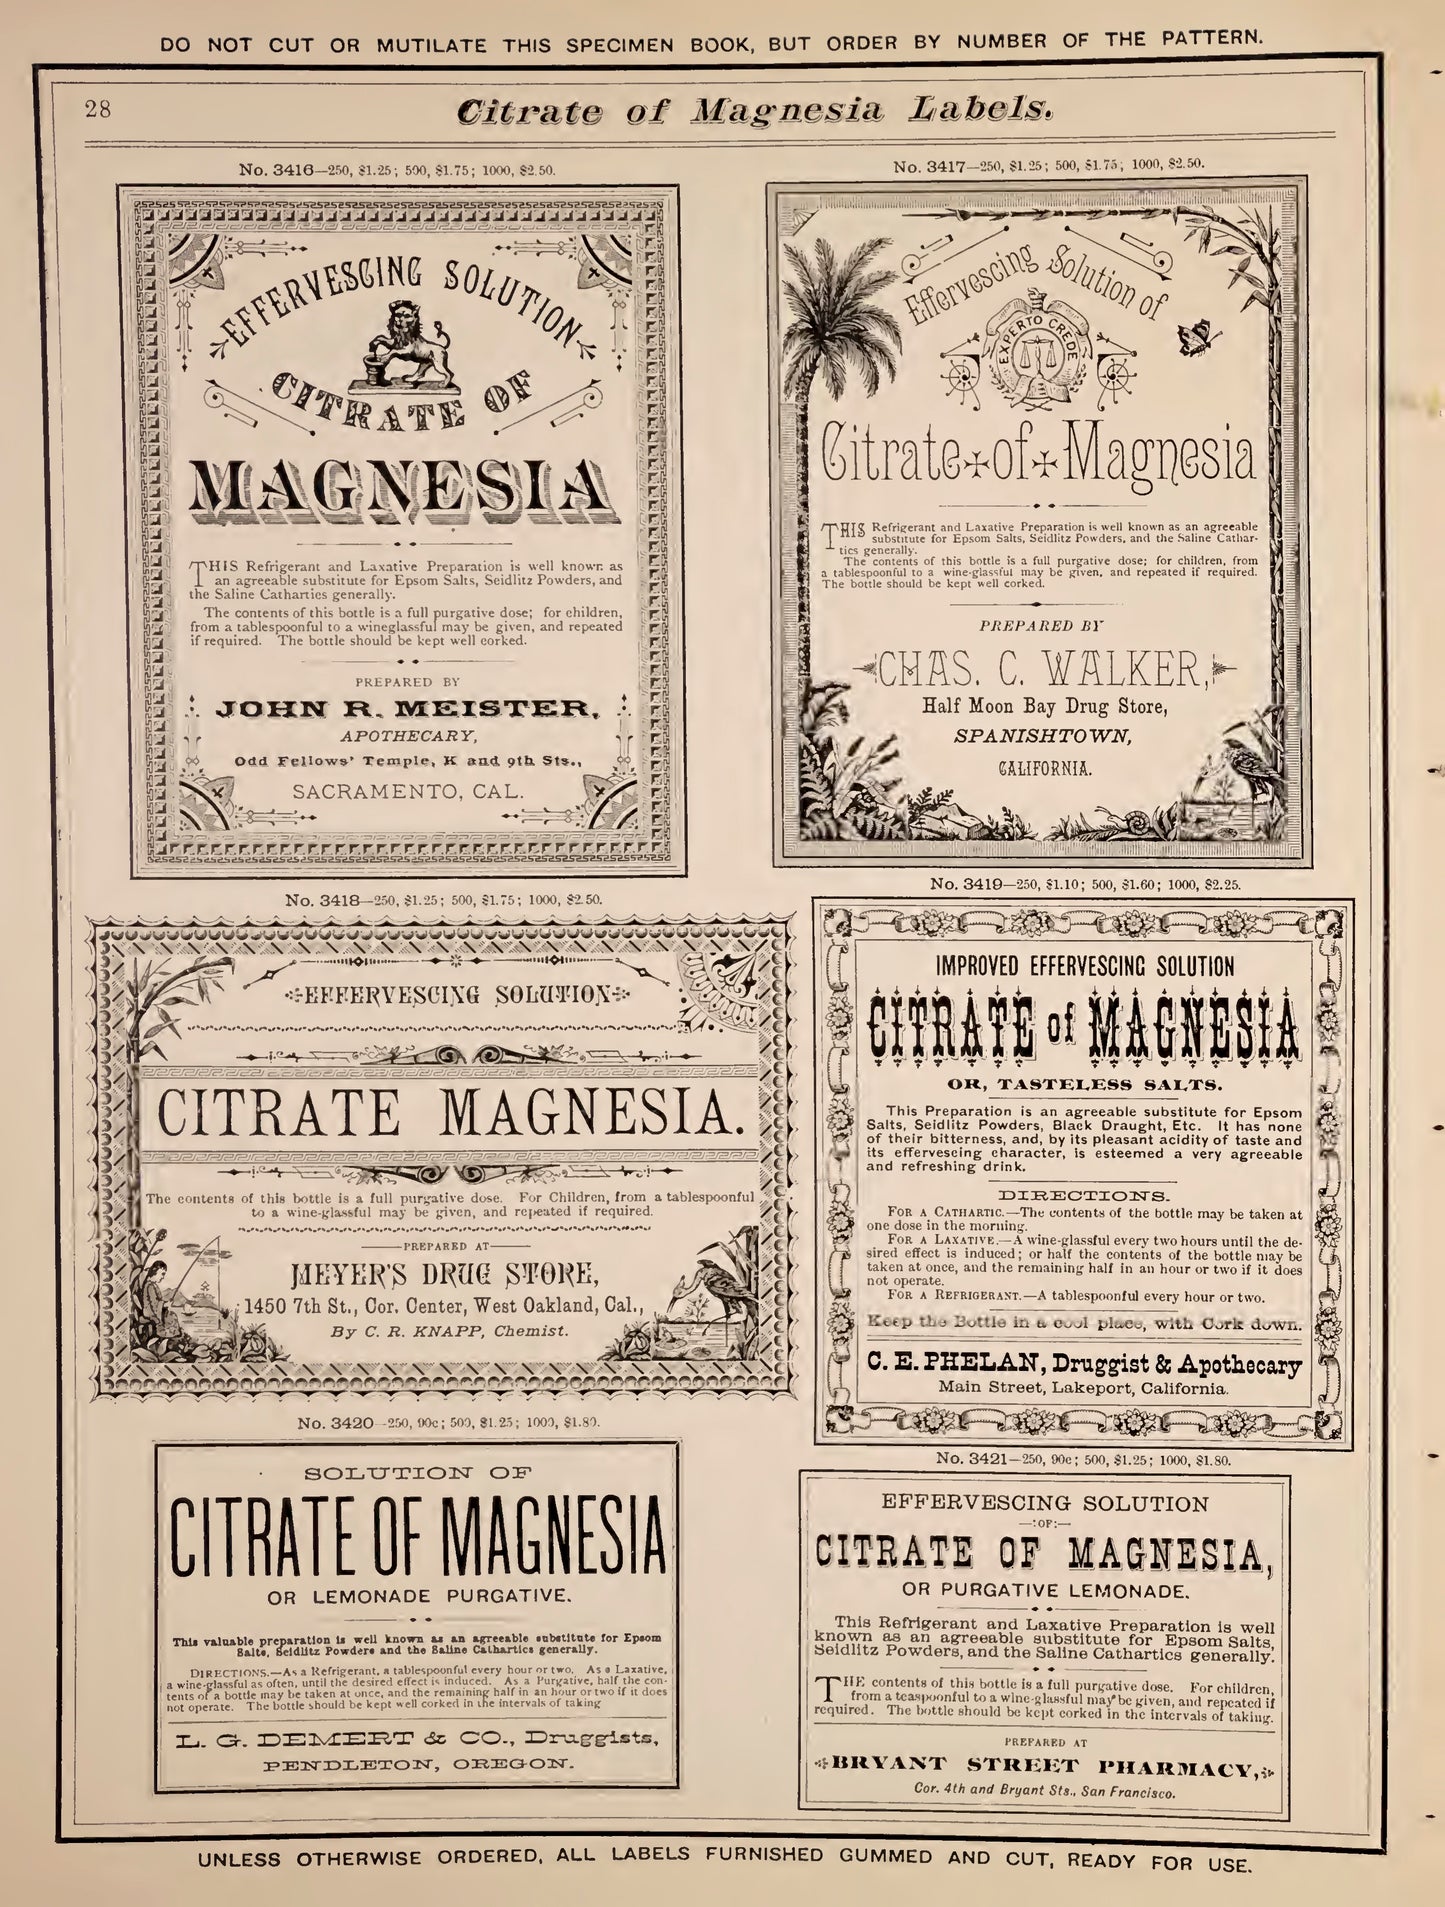 DO NOT CUT OR MUTILATE THIS SPECIMEN BOOK, BUT ORDER BY NUMBER OF THE PATTERN.
28
Citrate of Magnesia Labels.
No. 3416—250, $1.25; 500, $1.75; 1000, $2.50.
EFFERVESCING SOLUTION
CITRATE OF
MAGNESIA
THIS Refrigerant and Laxative Preparation is well known as
an agreeable substitute for Epsom Salts, Seidlitz Powders, and
the Saline Cathartics generally.
The contents of this bottle is a full purgative dose; for children,
from a tablespoonful to a wineglassful may be given, and repeated
if required. The bottle should be kept well corked.
PREPARED BY
JOHN R. MEISTER,
APOTHECARY,
Odd Fellows' Temple, K and 9th Sts.,
SACRAMENTO, CAL.
No. 3417—250, $1.25; 500, $1.75; 1000, $2.50.
Effervescing Solution of
EXPERTO CREDE
Citrate of Magnesia
THIS Refrigerant and Laxative Preparation is well known as an agreeable
substitute for Epsom Salts, Seidlitz Powders, and the Saline Cathar-
tics generally.
The contents of this bottle is a full purgative dose; for children, from
a tablespoonful to a wine-glassful may be given, and repeated if required.
The bottle should be kept well corked.
PREPARED BY
CHAS. C. WALKER,
Half Moon Bay Drug Store,
SPANISHTOWN,
CALIFORNIA.
No. 3418—250, $1.25; 500, $1.75; 1000, $2.50.
EFFERVESCING SOLUTION
CITRATE MAGNESIA.
The contents of this bottle is a full purgative dose. For Children, from a tablespoonful
to a wine-glassful may be given, and repeated if required.
PREPARED AT
MEYER'S DRUG STORE,
1450 7th St., Cor. Center, West Oakland, Cal.,
By C. R. KNAPP, Chemist.
No. 3419—250, $1.10; 500, $1.60; 1000, $2.25.
IMPROVED EFFERVESCING SOLUTION
CITRATE of MAGNESIA
OR, TASTELESS SALTS.
This Preparation is an agreeable substitute for Epsom
Salts, Seidlitz Powders, Black Draught, Etc. It has none
of their bitterness, and, by its pleasant acidity of taste and
its effervescing character, is esteemed a very agreeable
and refreshing drink.
DIRECTIONS.
FOR A CATHARTIC.—The contents of the bottle may be taken at
one dose in the morning.
FOR A LAXATIVE.—A wine-glassful every two hours until the de-
sired effect is induced; or half the contents of the bottle may be
taken at once, and the remaining half in an hour or two if it does
not operate.
FOR A REFRIGERANT.—A tablespoonful every hour or two.
Keep the Bottle in a cool place, with Cork down.
C. E. PHELAN, Druggist & Apothecary
Main Street, Lakeport, California.
No. 3420—250, 90c; 500, $1.25; 1000, $1.80.
SOLUTION OF
CITRATE OF MAGNESIA
OR LEMONADE PURGATIVE.
This valuable preparation is well known as an agreeable substitute for Epsom
Salts, Seidlitz Powders and the Saline Cathartics generally.
DIRECTIONS.—As a Refrigerant, a tablespoonful every hour or two. As a Laxative,
a wine-glassful as often, until the desired effect is induced. As a Purgative, half the con-
tents of a bottle may be taken at once, and the remaining half in an hour or two if it does
not operate. The bottle should be kept well corked in the intervals of taking
L. G. DEMERT & CO., Druggists,
PENDLETON, OREGON.
No. 3421—250, 90c; 500, $1.25; 1000, $1.80.
EFFERVESCING SOLUTION
—:OF:—
CITRATE OF MAGNESIA,
OR PURGATIVE LEMONADE.
This Refrigerant and Laxative Preparation is well
known as an agreeable substitute for Epsom Salts,
Seidlitz Powders, and the Saline Cathartics generally.
THE contents of this bottle is a full purgative dose. For children,
from a teaspoonful to a wine-glassful may be given, and repeated if
required. The bottle should be kept corked in the intervals of taking.
PREPARED AT
BRYANT STREET PHARMACY,
Cor. 4th and Bryant Sts., San Francisco.
UNLESS OTHERWISE ORDERED, ALL LABELS FURNISHED GUMMED AND CUT, READY FOR USE.